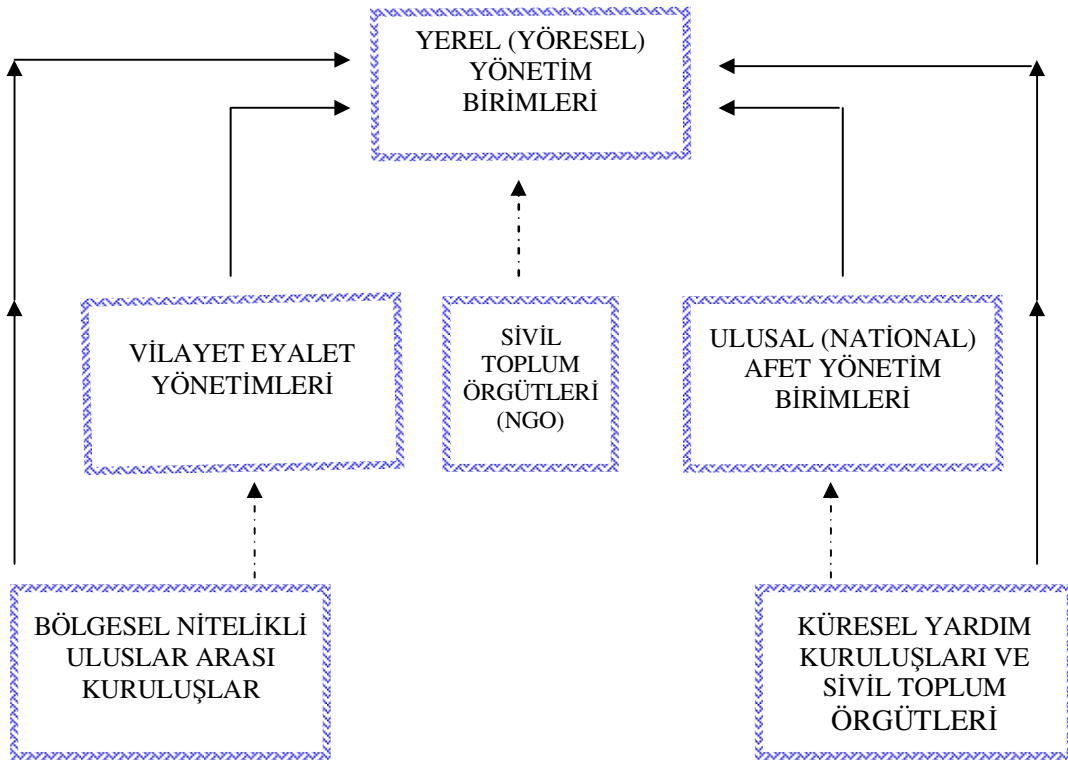 YEREL (YÖRESEL)
YÖNETİM
BİRİMLERİ
VİLAYET EYALET
YÖNETİMLERİ
SİVİL
TOPLUM
ÖRGÜTLERİ
(NGO)
ULUSAL (NATİONAL)
AFET YÖNETİM
BİRİMLERİ
BÖLGESEL NİTELİKLİ
ULUSLAR ARASI
KURULUŞLAR
KÜRESEL YARDIM
KURULUŞLARI VE
SİVİL TOPLUM
ÖRGÜTLERİ